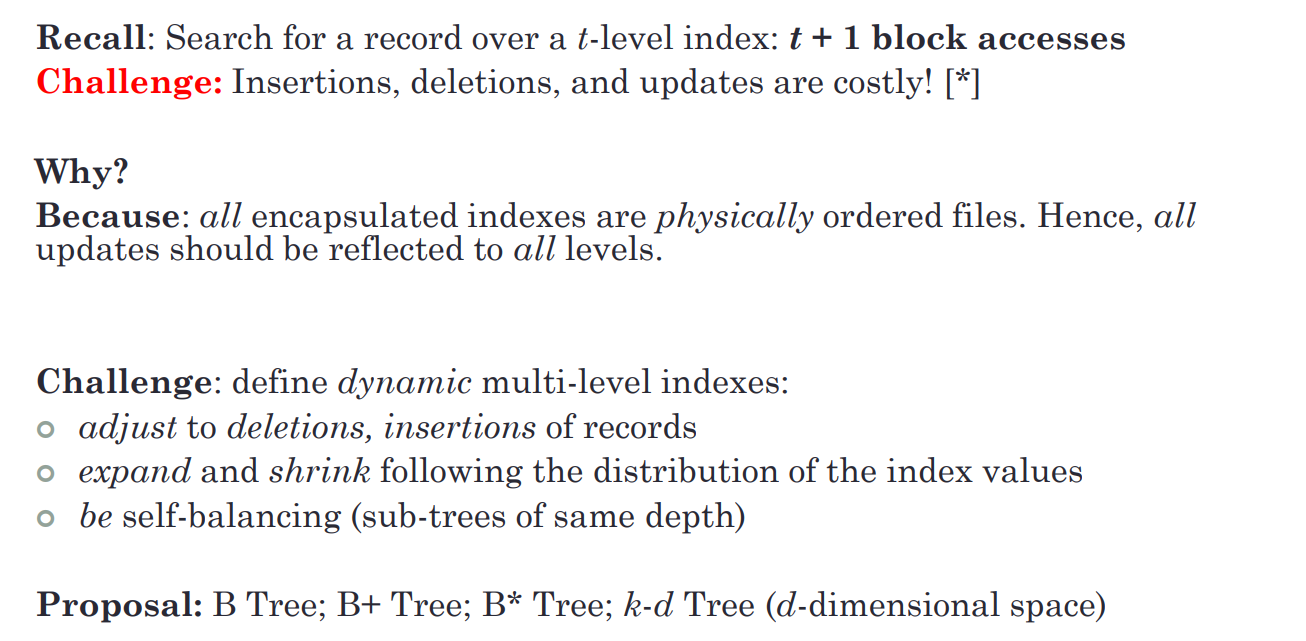 Recall: Search for a record over a t-level index: t + 1 block accesses
Challenge: Insertions, deletions, and updates are costly! [*]
Why?
Because: all encapsulated indexes are physically ordered files. Hence, all
updates should be reflected to all levels.
Challenge: define dynamic multi-level indexes:
adjust to deletions, insertions of records
expand and shrink following the distribution of the index values
be self-balancing (sub-trees of same depth)
Proposal: B Tree; B+ Tree; B* Tree; k-d Tree (d-dimensional space)